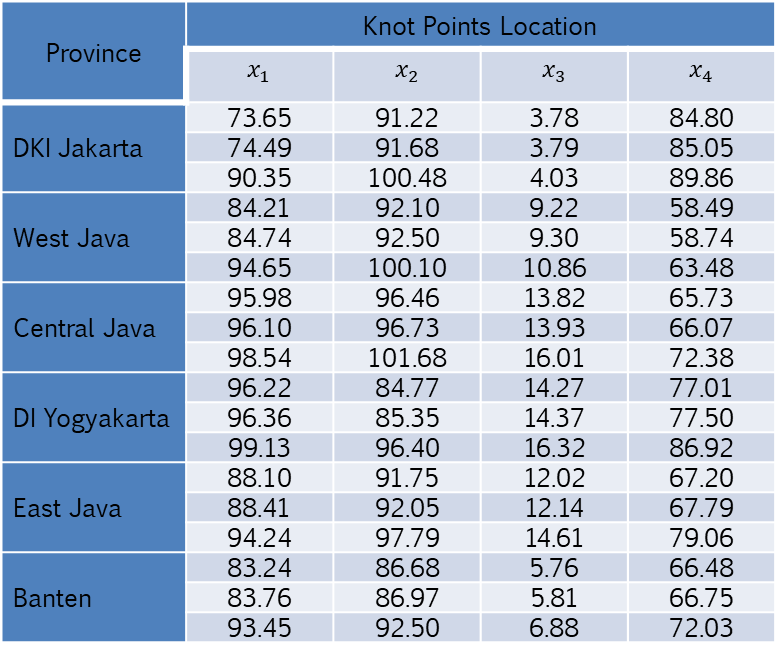 Province Knot Points Location
x₁ x₂ x₃ x₄
DKI Jakarta
73.65 91.22 3.78 84.80
74.49 91.68 3.79 85.05
90.35 100.48 4.03 89.86
West Java
84.21 92.10 9.22 58.49
84.74 92.50 9.30 58.74
94.65 100.10 10.86 63.48
Central Java
95.98 96.46 13.82 65.73
96.10 96.73 13.93 66.07
98.54 101.68 16.01 72.38
DI Yogyakarta
96.22 84.77 14.27 77.01
96.36 85.35 14.37 77.50
99.13 96.40 16.32 86.92
East Java
88.10 91.75 12.02 67.20
88.41 92.05 12.14 67.79
94.24 97.79 14.61 79.06
Banten
83.24 86.68 5.76 66.48
83.76 86.97 5.81 66.75
93.45 92.50 6.88 72.03